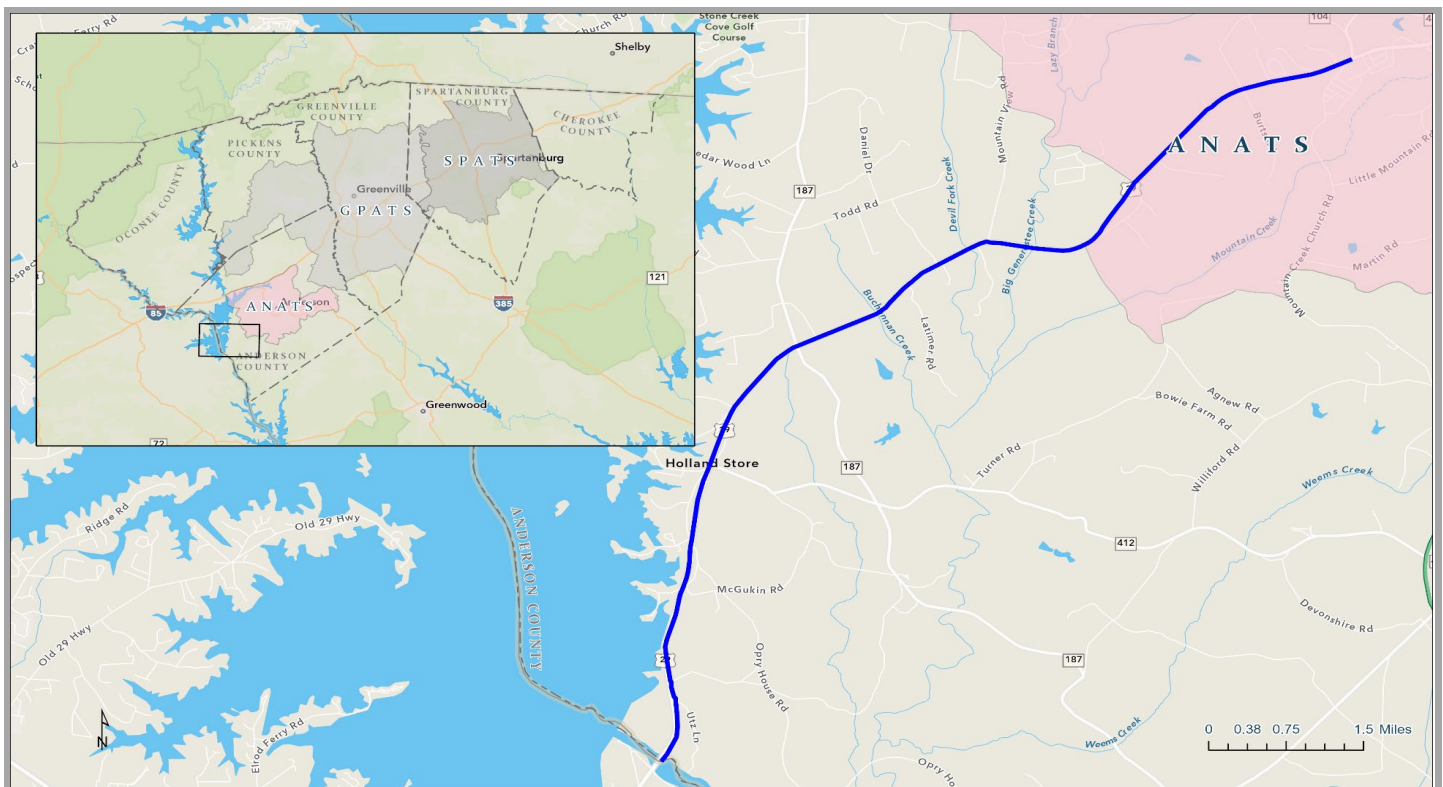 Stone Creek
Cove Golf
Course
104
Shelby
GREENVILLE
COUNTY
SPARTANBURG
COUNTY
CHEROKEE
COUNTY
PICKENS
COUNTY
OCONEE COUNTY
SPATS
Spartanburg
Greenville
GPATS
121
85
ANATS
Anderson
385
ANDERSON
COUNTY
Greenwood
72
Church Rd
Lazy Branch
Mountain View Rd
ANATS
Daniel Dr
187
Todd Rd
Devil Fork Creek
Big Generostee Creek
Little Mountain Rd
Mountain Creek
Mountain Creek Church Rd
Martin Rd
Buchannan Creek
Latimer Rd
Agnew Rd
Bowie Farm Rd
29
Holland Store
187
Turner Rd
Williford Rd
Weems Creek
Ridge Rd
Old 29 Hwy
ANDERSON COUNTY
412
McGukin Rd
Devonshire Rd
Old 29 Hwy
29
Opry House Rd
187
Utz Ln
Elrod Ferry Rd
N
Weems Creek
0 0.38 0.75 1.5 Miles